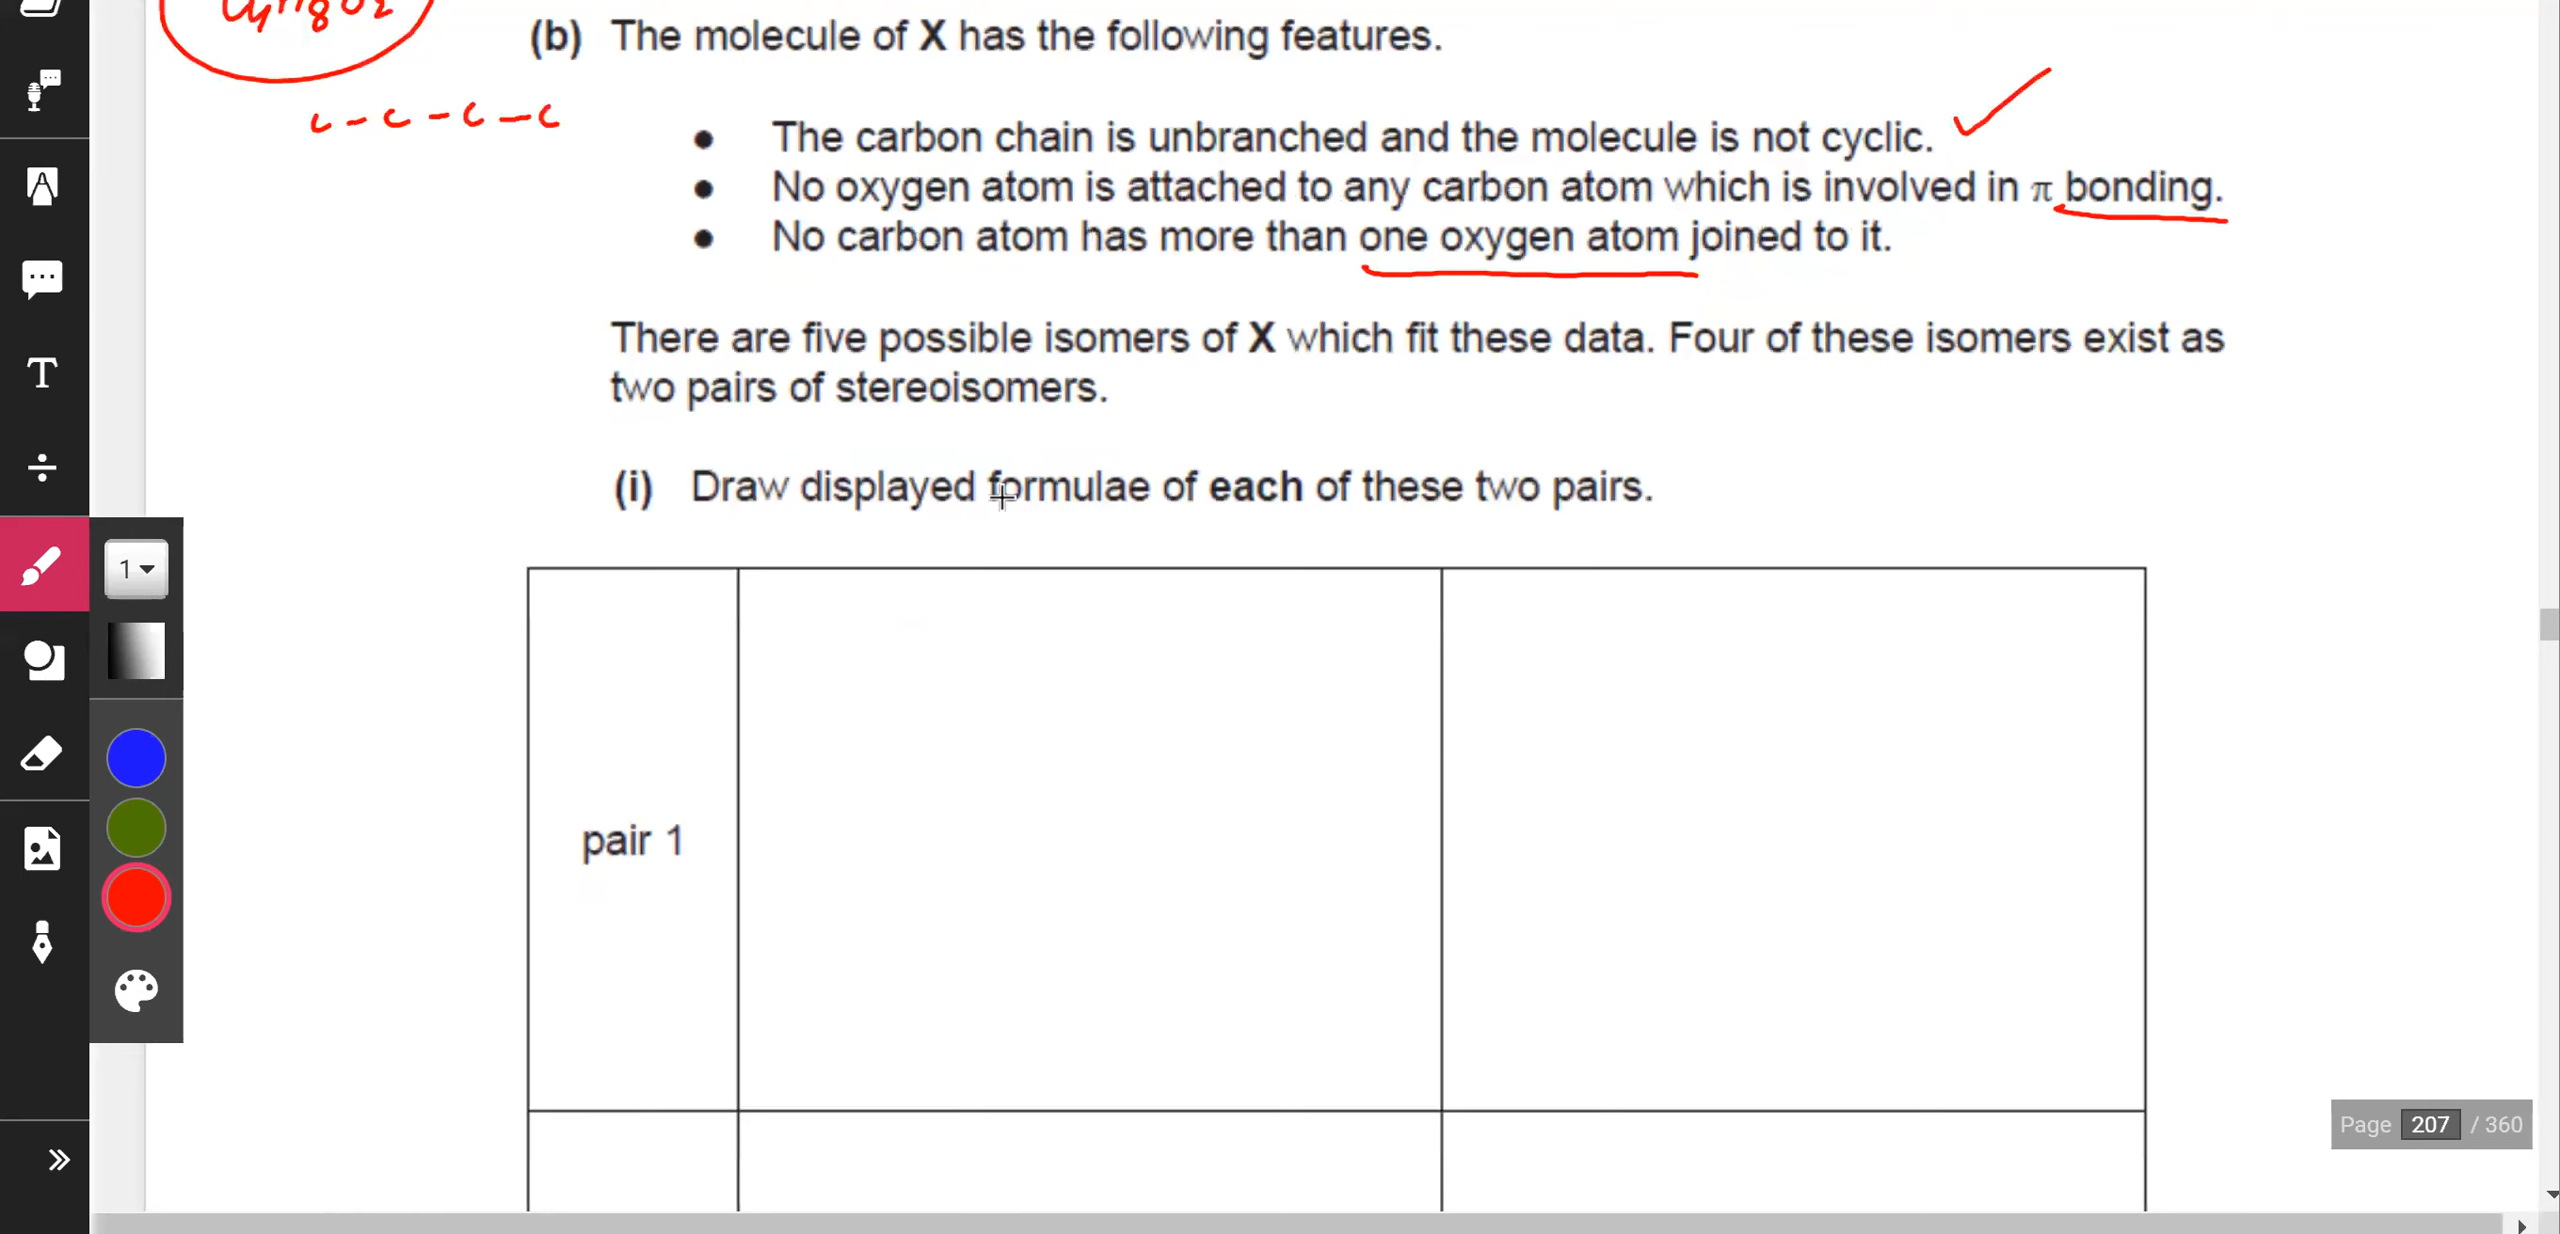 C4H8O2
(b) The molecule of X has the following features.
c - c - c - c
• The carbon chain is unbranched and the molecule is not cyclic.
• No oxygen atom is attached to any carbon atom which is involved in π bonding.
• No carbon atom has more than one oxygen atom joined to it.
There are five possible isomers of X which fit these data. Four of these isomers exist as
two pairs of stereoisomers.
(i) Draw displayed formulae of each of these two pairs.
1
pair 1
Page 207 / 360